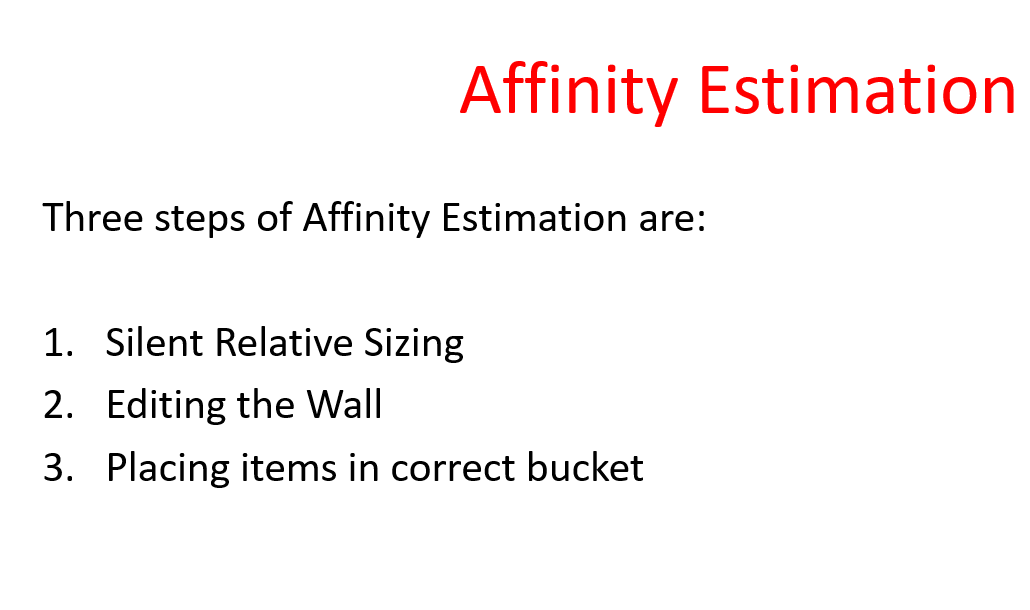 Affinity Estimation
Three steps of Affinity Estimation are:
1. Silent Relative Sizing
2. Editing the Wall
3. Placing items in correct bucket